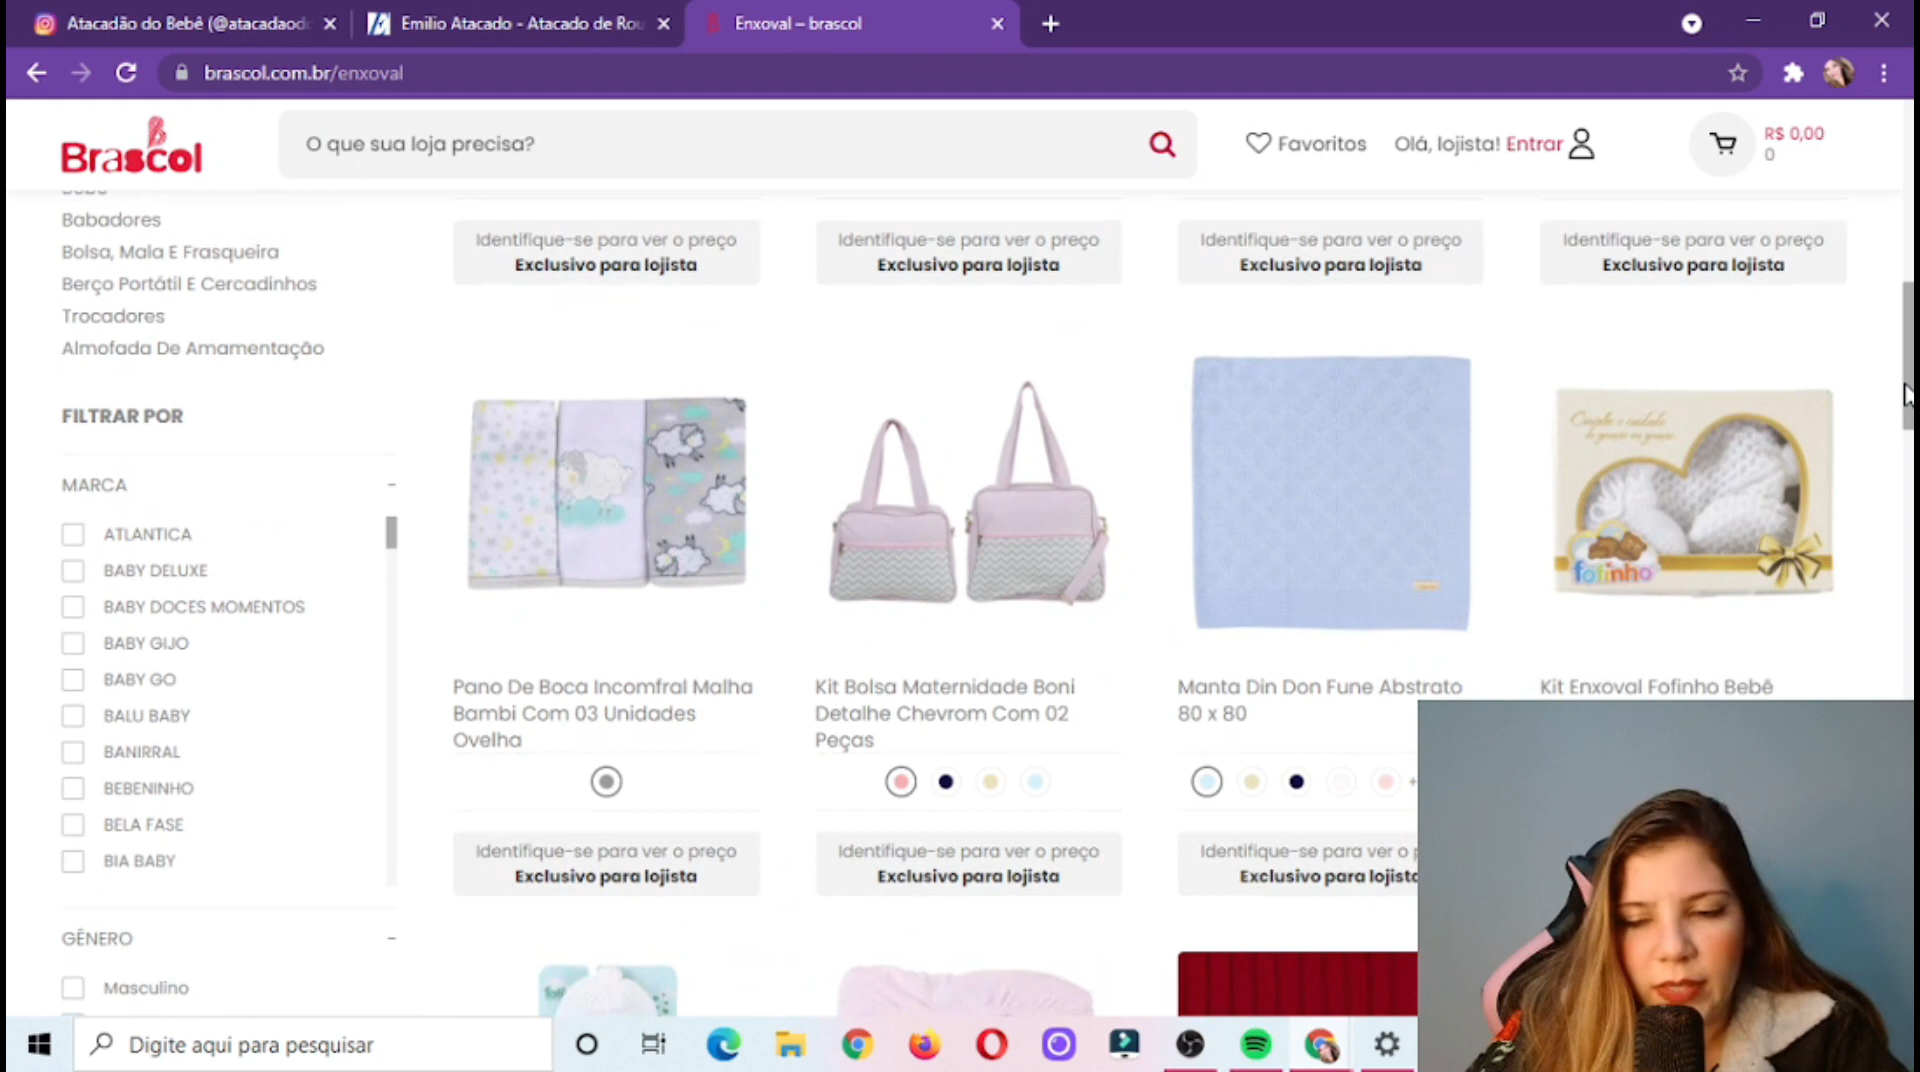 Atacadão do Bebê (@atacadaodo
Emilio Atacado - Atacado de Rou
Enxoval – brascol
brascol.com.br/enxoval
Brascol
O que sua loja precisa?
Favoritos
Olá, lojista! Entrar
R$ 0,00
0
Babadores
Bolsa, Mala E Frasqueira
Berço Portátil E Cercadinhos
Trocadores
Almofada De Amamentação
FILTRAR POR
MARCA
ATLANTICA
BABY DELUXE
BABY DOCES MOMENTOS
BABY GIJO
BABY GO
BALU BABY
BANIRRAL
BEBENINHO
BELA FASE
BIA BABY
GÊNERO
Masculino
Identifique-se para ver o preço
Exclusivo para lojista
Identifique-se para ver o preço
Exclusivo para lojista
Identifique-se para ver o preço
Exclusivo para lojista
Identifique-se para ver o preço
Exclusivo para lojista
fofinho
Pano De Boca Incomfral Malha
Bambi Com 03 Unidades
Ovelha
Kit Bolsa Maternidade Boni
Detalhe Chevrom Com 02
Peças
Manta Din Don Fune Abstrato
80 x 80
Kit Enxoval Fofinho Bebê
Identifique-se para ver o preço
Exclusivo para lojista
Identifique-se para ver o preço
Exclusivo para lojista
Identifique-se para ver o p
Exclusivo para lojista
Digite aqui para pesquisar